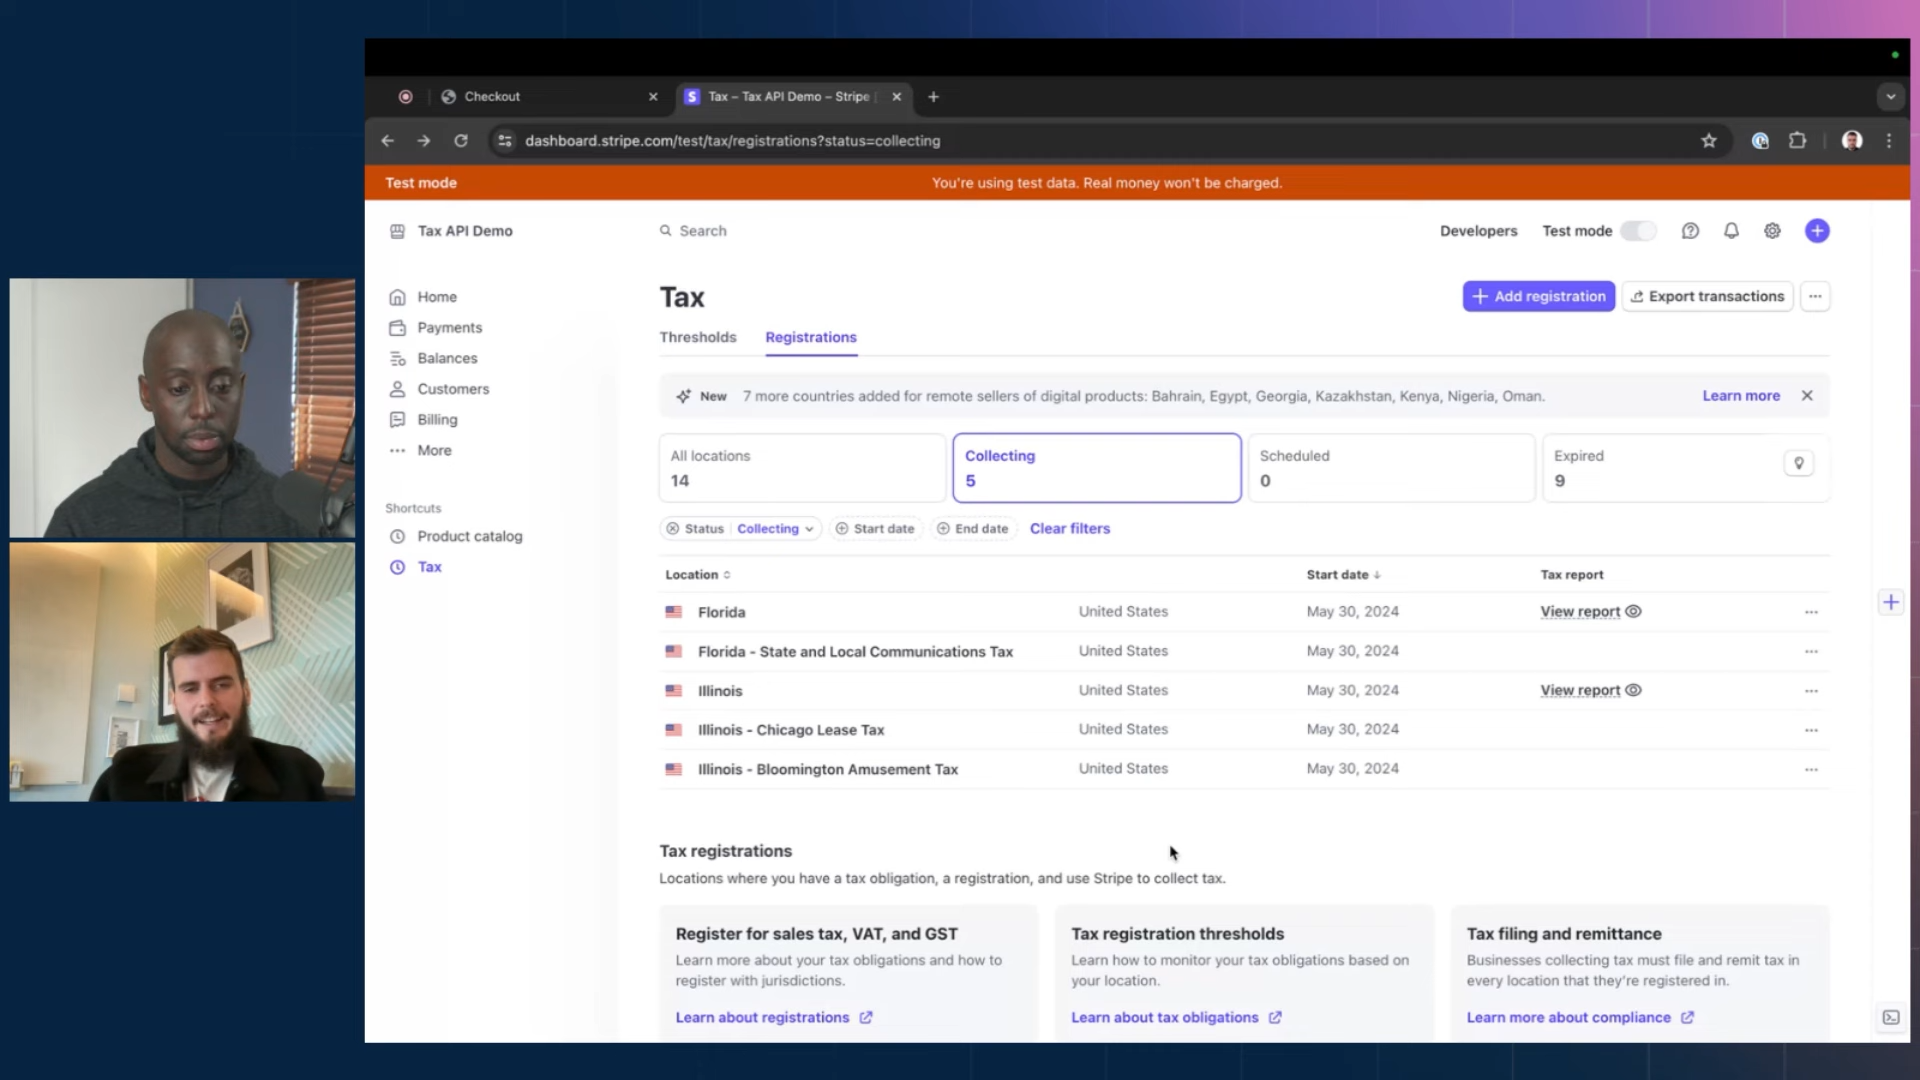 Checkout
Tax – Tax API Demo – Stripe
dashboard.stripe.com/test/tax/registrations?status=collecting
Test mode
You're using test data. Real money won't be charged.
Tax API Demo
Search
Developers
Test mode
Home
Payments
Balances
Customers
Billing
More
Shortcuts
Product catalog
Tax
Tax
Add registration
Export transactions
Thresholds
Registrations
New 7 more countries added for remote sellers of digital products: Bahrain, Egypt, Georgia, Kazakhstan, Kenya, Nigeria, Oman.
Learn more
All locations
14
Collecting
5
Scheduled
0
Expired
9
Status | Collecting
Start date
End date
Clear filters
Location Start date Tax report
Florida United States May 30, 2024 View report
Florida - State and Local Communications Tax United States May 30, 2024
Illinois United States May 30, 2024 View report
Illinois - Chicago Lease Tax United States May 30, 2024
Illinois - Bloomington Amusement Tax United States May 30, 2024
Tax registrations
Locations where you have a tax obligation, a registration, and use Stripe to collect tax.
Register for sales tax, VAT, and GST
Learn more about your tax obligations and how to
register with jurisdictions.
Learn about registrations
Tax registration thresholds
Learn how to monitor your tax obligations based on
your location.
Learn about tax obligations
Tax filing and remittance
Businesses collecting tax must file and remit tax in
every location that they're registered in.
Learn more about compliance